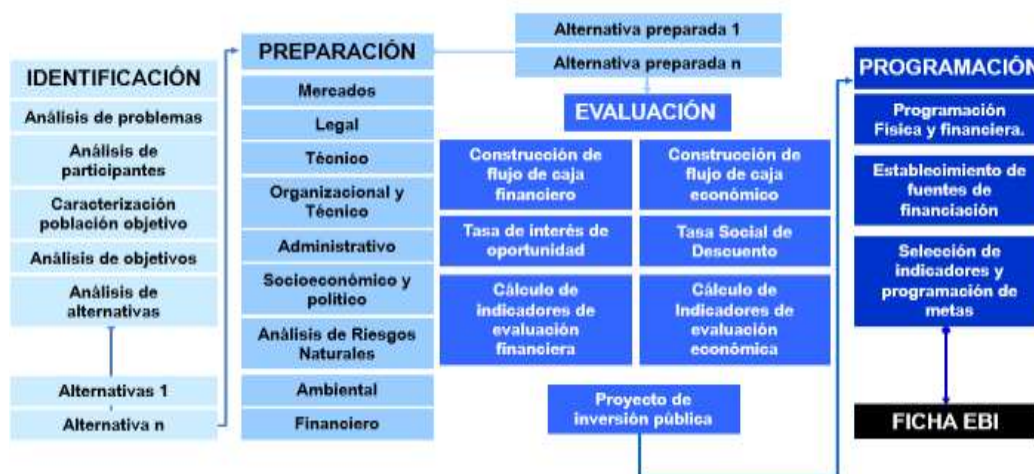 IDENTIFICACIÓN
Análisis de problemas
Análisis de
participantes
Caracterización
población objetivo
Análisis de objetivos
Análisis de
alternativas
Alternativas 1
Alternativa n
PREPARACIÓN
Mercados
Legal
Técnico
Organizacional y
Técnico
Administrativo
Socioeconómico y
político
Análisis de Riesgos
Naturales
Ambiental
Financiero
Alternativa preparada 1
Alternativa preparada n
EVALUACIÓN
Construcción de
flujo de caja
financiero
Construcción de
flujo de caja
económico
Tasa de interés de
oportunidad
Tasa Social de
Descuento
Cálculo de
indicadores de
evaluación
financiera
Cálculo de
Indicadores de
evaluación
económica
Proyecto de
inversión pública
PROGRAMACIÓN
Programación
Física y financiera.
Establecimiento de
fuentes de
financiación
Selección de
indicadores y
programación de
metas
FICHA EBI